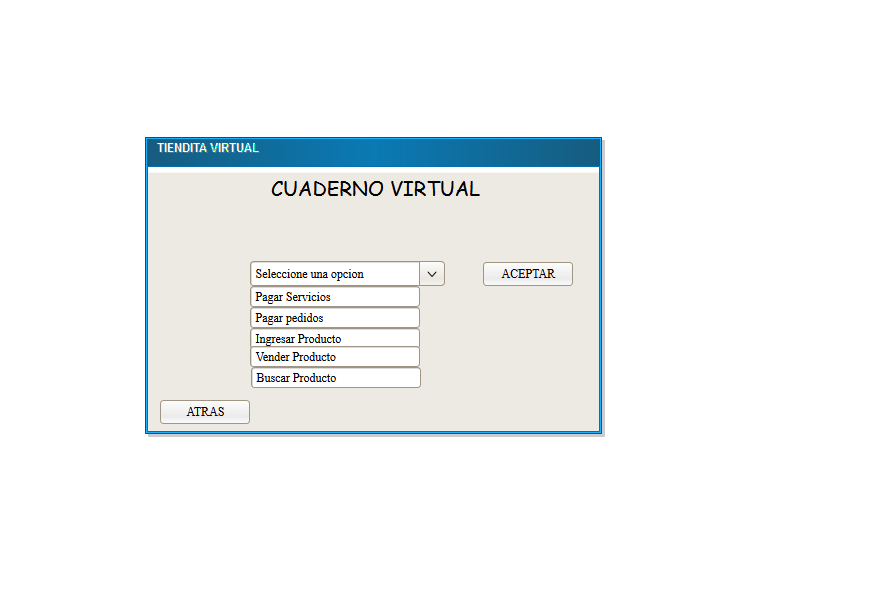 TIENDITA VIRTUAL
CUADERNO VIRTUAL
Seleccione una opcion
ACEPTAR
Pagar Servicios
Pagar pedidos
Ingresar Producto
Vender Producto
Buscar Producto
ATRAS